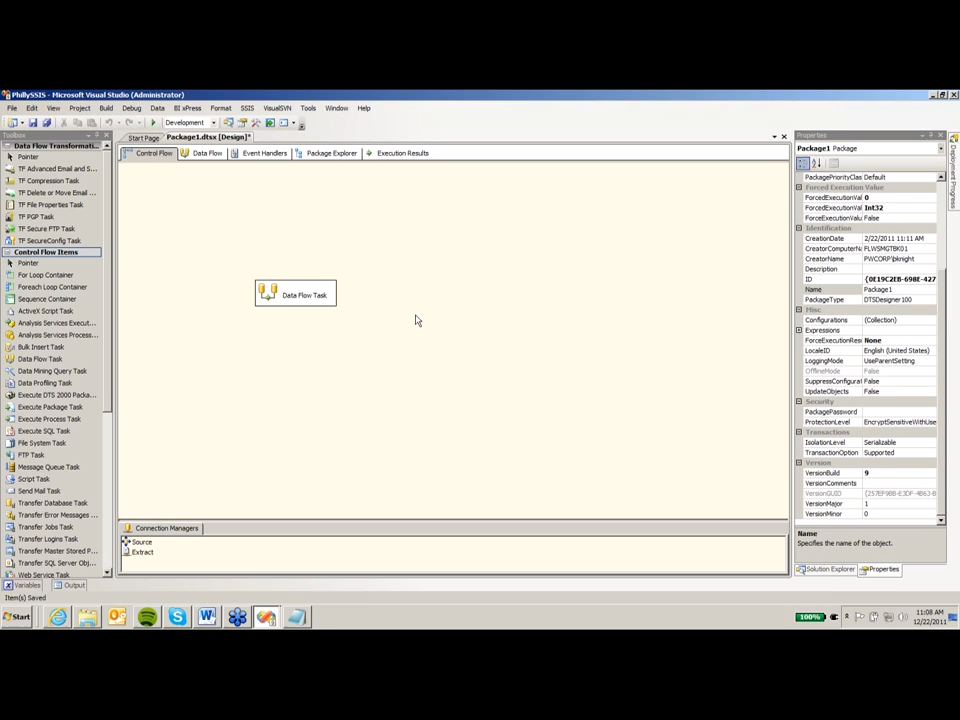 PhillySSIS - Microsoft Visual Studio (Administrator)
File Edit View Project Build Debug Data BI xPress Format SSIS VisualSVN Tools Window Help
Development
Toolbox
Data Flow Transformati...
Pointer
TF Advanced Email and S...
TF Compression Task
TF Delete or Move Email ...
TF File Properties Task
TF PGP Task
TF Secure FTP Task
TF SecureConfig Task
Control Flow Items
Pointer
For Loop Container
Foreach Loop Container
Sequence Container
ActiveX Script Task
Analysis Services Execut...
Analysis Services Process...
Bulk Insert Task
Data Flow Task
Data Mining Query Task
Data Profiling Task
Execute DTS 2000 Packa...
Execute Package Task
Execute Process Task
Execute SQL Task
File System Task
FTP Task
Message Queue Task
Script Task
Send Mail Task
Transfer Database Task
Transfer Error Messages ...
Transfer Jobs Task
Transfer Logins Task
Transfer Master Stored P...
Transfer SQL Server Obj...
Web Service Task
Variables Output
Start Page Package1.dtsx [Design]*
Control Flow Data Flow Event Handlers Package Explorer Execution Results
Data Flow Task
Connection Managers
Source
Extract
Properties
Package1 Package
PackagePriorityClas Default
Forced Execution Value
ForcedExecutionVal 0
ForcedExecutionVal Int32
ForceExecutionValu False
Identification
CreationDate 2/22/2011 11:11 AM
CreatorComputerNa FLWSMGTBK01
CreatorName PWCORP\bknight
Description
ID {0E19C2EB-698E-427
Name Package1
PackageType DTSDesigner100
Misc
Configurations (Collection)
Expressions
ForceExecutionResu None
LocaleID English (United States)
LoggingMode UseParentSetting
OfflineMode False
SuppressConfigurat False
UpdateObjects False
Security
PackagePassword
ProtectionLevel EncryptSensitiveWithUse
Transactions
IsolationLevel Serializable
TransactionOption Supported
Version
VersionBuild 9
VersionComments
VersionGUID
VersionMajor 1
VersionMinor 0
Name
Specifies the name of the object.
Solution Explorer Properties
Deployment Progress
Item(s) Saved
Start
100%
11:08 AM
12/22/2011